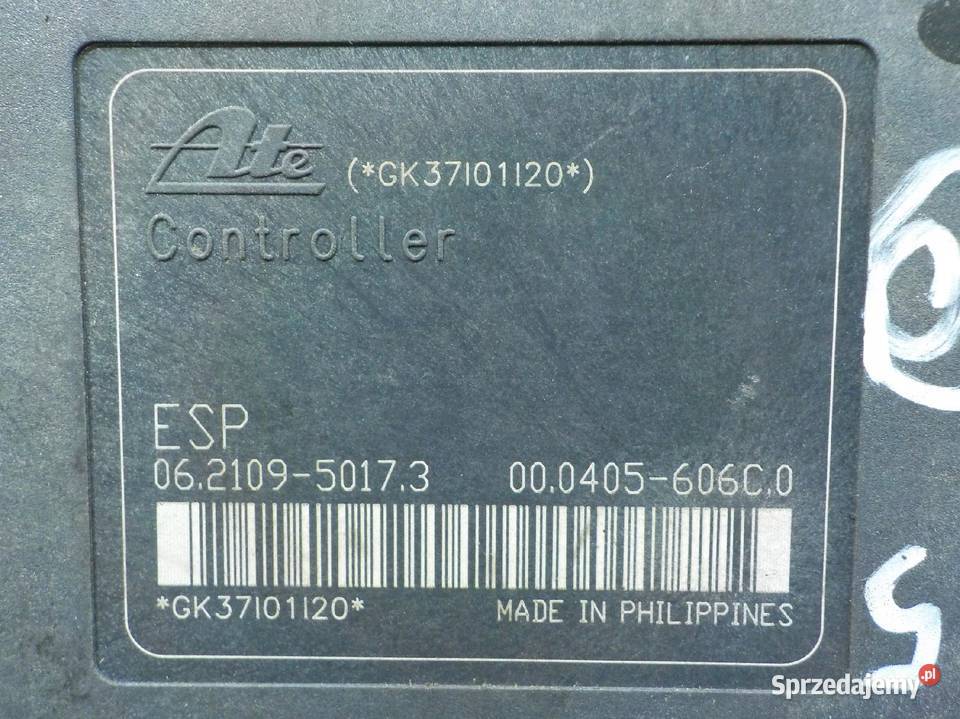 Ate (*GK37I01I20*)
Controller
ESP
06.2109-5017.3 00.0405-606C.0
*GK37I01I20* MADE IN PHILIPPINES
Sprzedajemy.pl